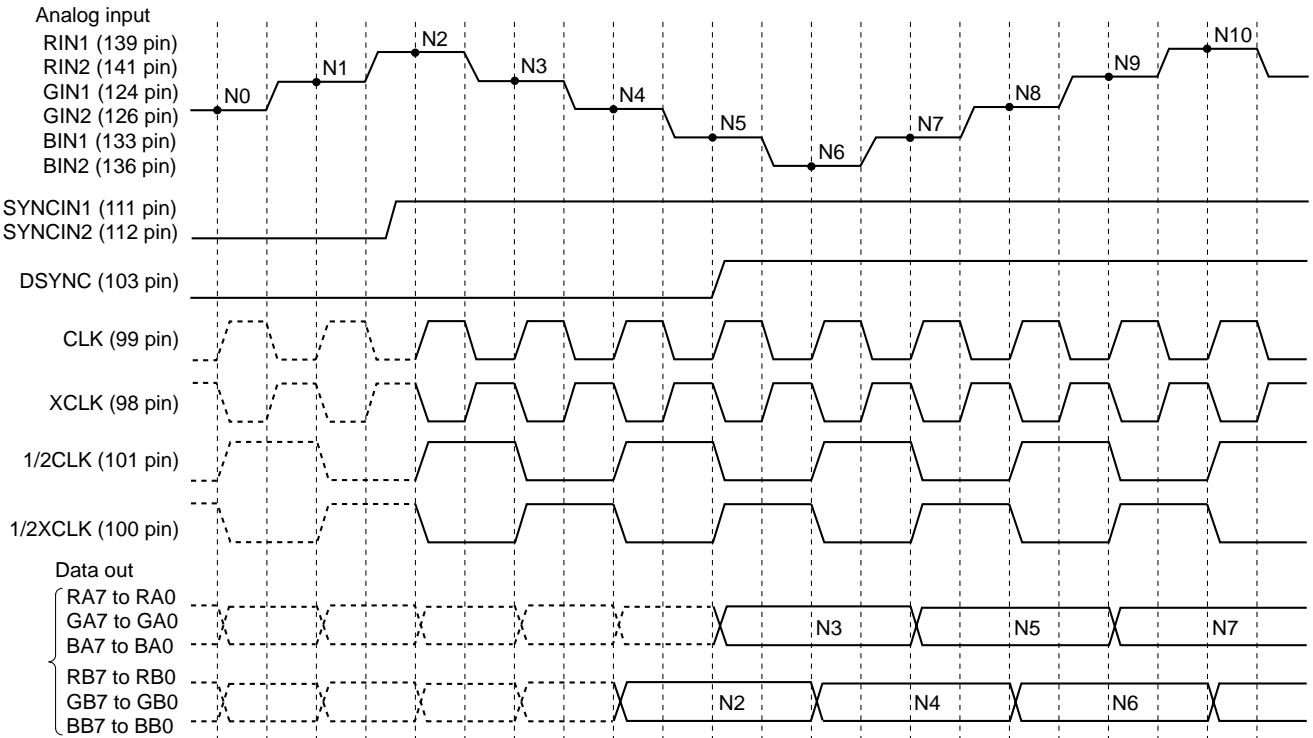 Analog input
RIN1 (139 pin)
RIN2 (141 pin)
GIN1 (124 pin)
GIN2 (126 pin)
BIN1 (133 pin)
BIN2 (136 pin)
N0
N1
N2
N3
N4
N5
N6
N7
N8
N9
N10
SYNCIN1 (111 pin)
SYNCIN2 (112 pin)
DSYNC (103 pin)
CLK (99 pin)
XCLK (98 pin)
1/2CLK (101 pin)
1/2XCLK (100 pin)
Data out
RA7 to RA0
GA7 to GA0
BA7 to BA0
N3
N5
N7
RB7 to RB0
GB7 to GB0
BB7 to BB0
N2
N4
N6